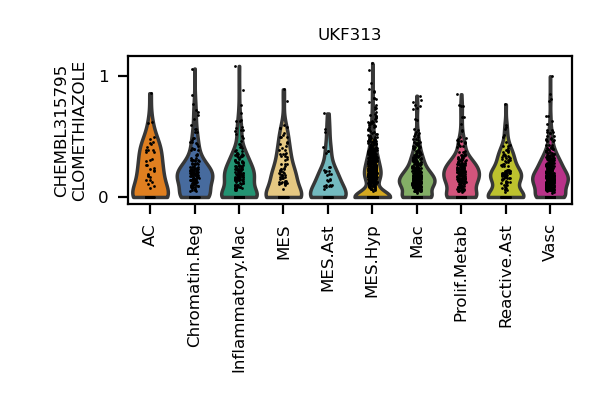 UKF313
CHEMBL315795
CLOMETHIAZOLE
1
0
AC
Chromatin.Reg
Inflammatory.Mac
MES
MES.Ast
MES.Hyp
Mac
Prolif.Metab
Reactive.Ast
Vasc